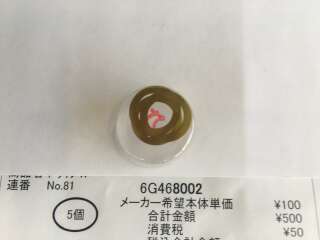 連番 No.81 6G468002
5個 メーカー希望本体単価 ¥100
合計金額 ¥500
消費税 ¥50